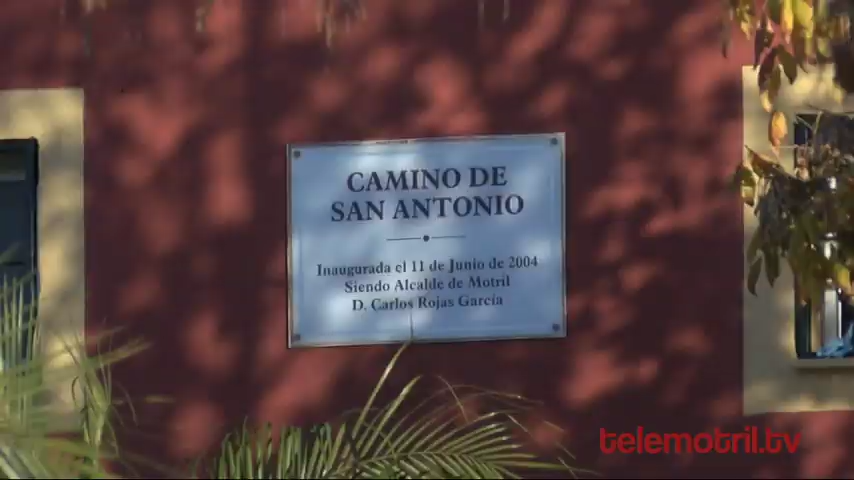 CAMINO DE
SAN ANTONIO
Inaugurada el 11 de Junio de 2004
Siendo Alcalde de Motril
D. Carlos Rojas García
telemotril.tv